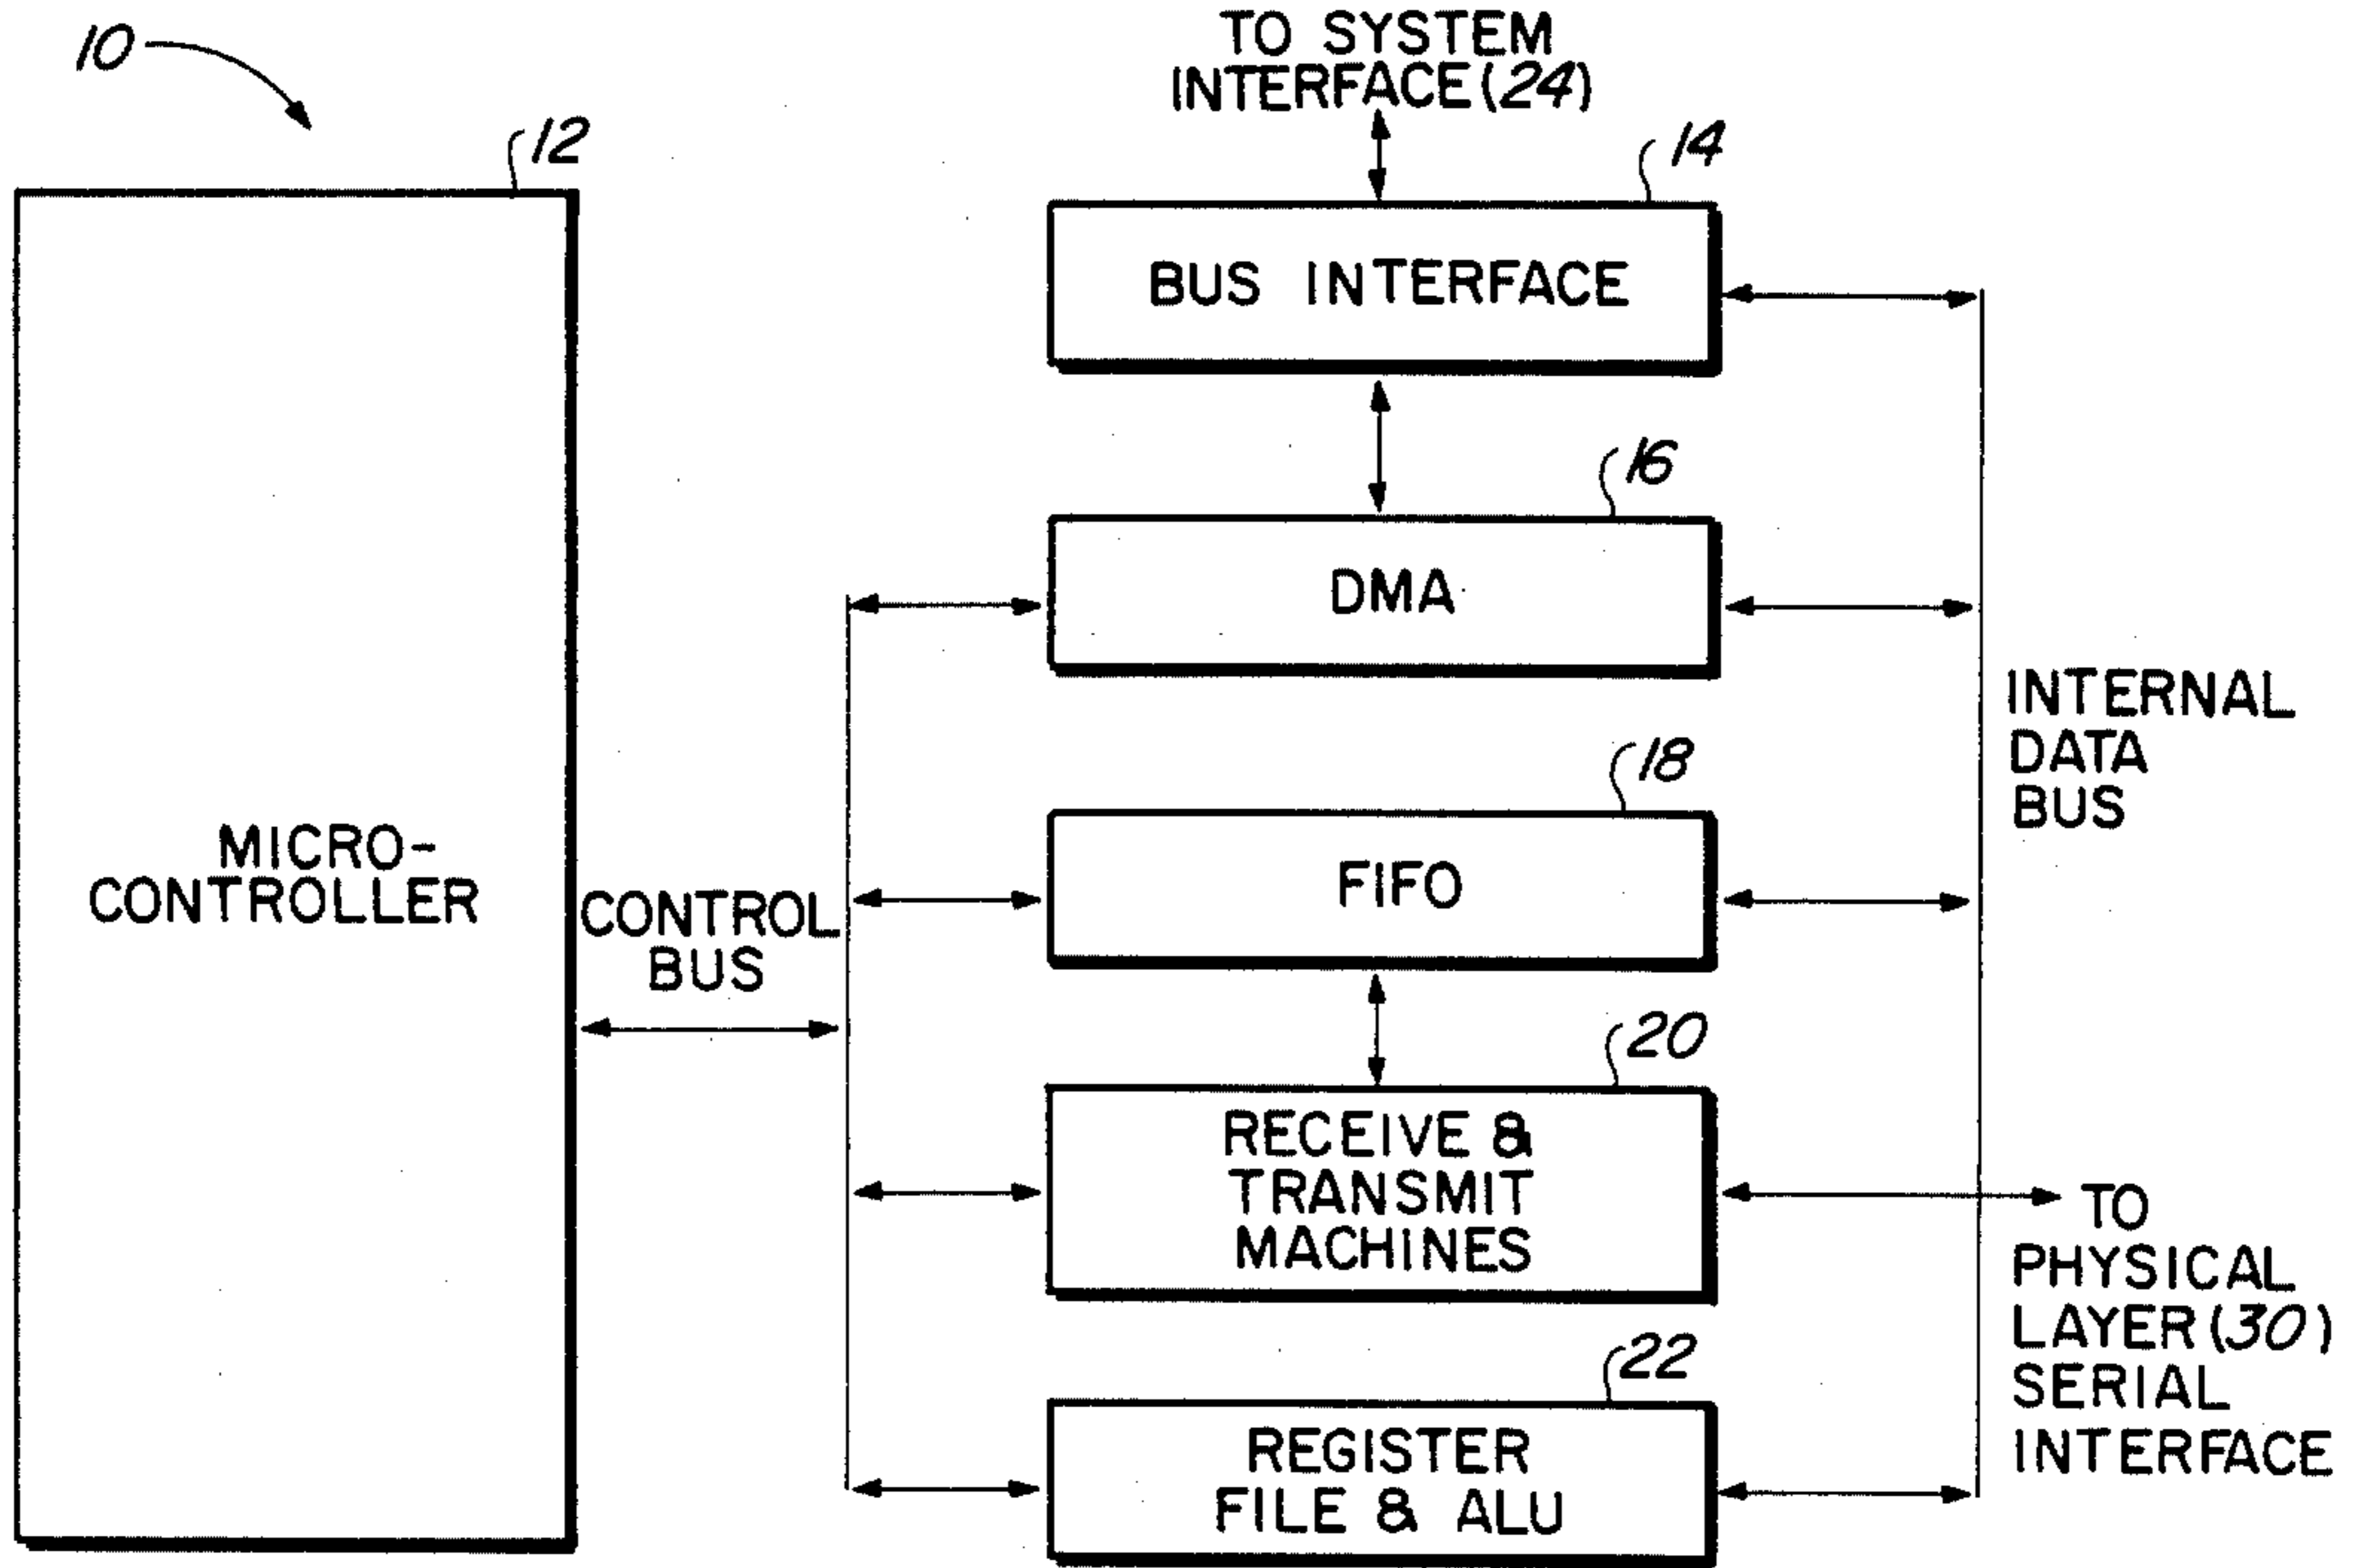 10
12
MICRO-
CONTROLLER
CONTROL
BUS
TO SYSTEM
INTERFACE (24)
14
BUS INTERFACE
16
DMA
18
FIFO
20
RECEIVE &
TRANSMIT
MACHINES
22
REGISTER
FILE & ALU
INTERNAL
DATA
BUS
TO
PHYSICAL
LAYER (30)
SERIAL
INTERFACE